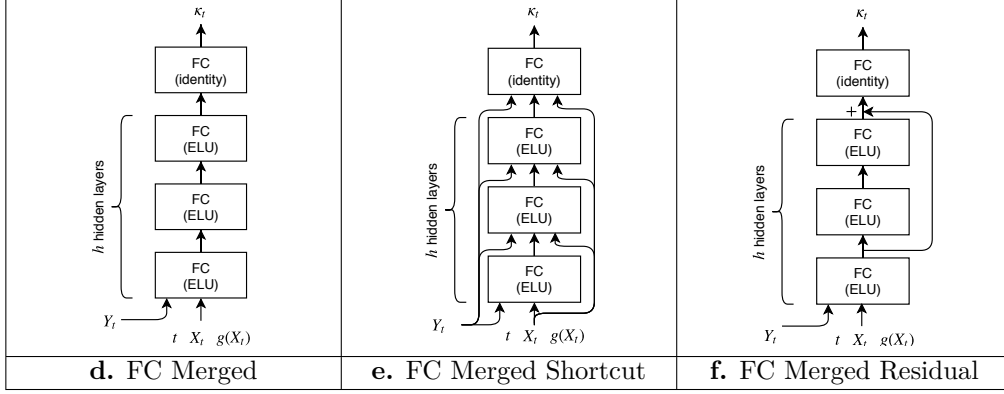 κₜ
FC
(identity)
FC
(ELU)
FC
(ELU)
FC
(ELU)
h hidden layers
Yₜ
t Xₜ g(Xₜ)
d. FC Merged
κₜ
FC
(identity)
FC
(ELU)
FC
(ELU)
FC
(ELU)
h hidden layers
Yₜ
t Xₜ g(Xₜ)
e. FC Merged Shortcut
κₜ
FC
(identity)
+
FC
(ELU)
FC
(ELU)
FC
(ELU)
h hidden layers
Yₜ
t Xₜ g(Xₜ)
f. FC Merged Residual